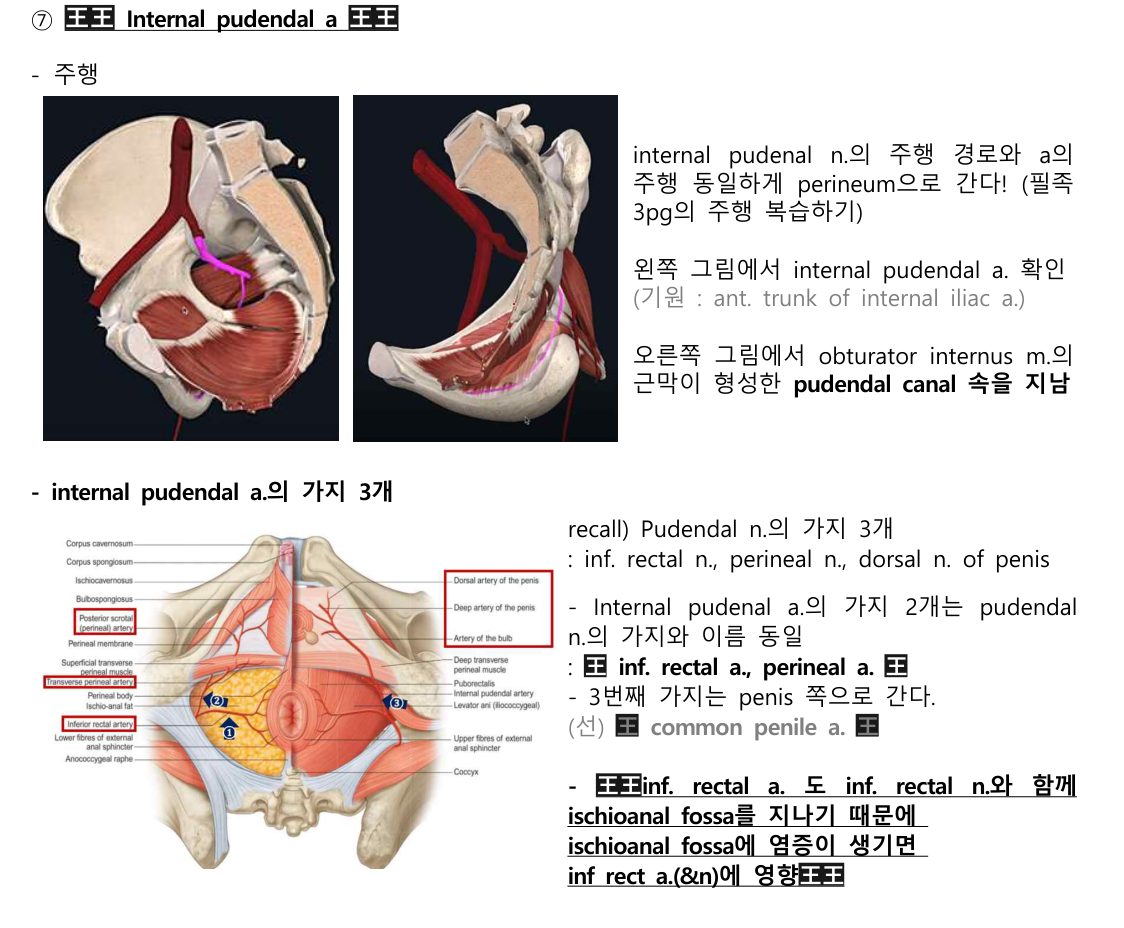 ⑦ 王王 Internal pudendal a 王王
- 주행
internal pudenal n.의 주행 경로와 a의
주행 동일하게 perineum으로 간다! (필족
3pg의 주행 복습하기)
왼쪽 그림에서 internal pudendal a. 확인
(기원 : ant. trunk of internal iliac a.)
오른쪽 그림에서 obturator internus m.의
근막이 형성한 pudendal canal 속을 지남
- internal pudendal a.의 가지 3개
Corpus cavernosum
Corpus spongiosum
Ischiocavernosus
Bulbospongiosus
Posterior scrotal
(perineal) artery
Perineal membrane
Superficial transverse
perineal muscle
Transverse perineal artery
Perineal body
Ischio-anal fat
Inferior rectal artery
Lower fibres of external
anal sphincter
Anococcygeal raphe
2
1
3
Dorsal artery of the penis
Deep artery of the penis
Artery of the bulb
Deep transverse
perineal muscle
Puborectalis
Internal pudendal artery
Levator ani (iliococcygeal)
Upper fibres of external
anal sphincter
Coccyx
recall) Pudendal n.의 가지 3개
: inf. rectal n., perineal n., dorsal n. of penis
- Internal pudenal a.의 가지 2개는 pudendal
n.의 가지와 이름 동일
: 王 inf. rectal a., perineal a. 王
- 3번째 가지는 penis 쪽으로 간다.
(선) 王 common penile a. 王
- 王王inf. rectal a. 도 inf. rectal n.와 함께
ischioanal fossa를 지나기 때문에
ischioanal fossa에 염증이 생기면
inf rect a.(&n)에 영향王王